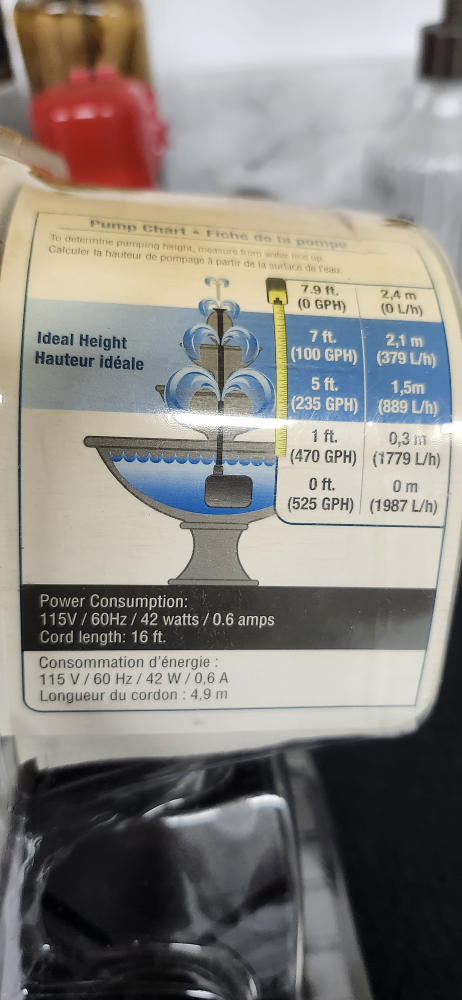 Pump Chart • Fiche de la pompe
To determine pumping height, measure from water line up.
Calculer la hauteur de pompage à partir de la surface de l'eau.
7.9 ft. 2,4 m
(0 GPH) (0 L/h)
Ideal Height
Hauteur idéale
7 ft. 2,1 m
(100 GPH) (379 L/h)
5 ft. 1,5m
(235 GPH) (889 L/h)
1 ft. 0,3 m
(470 GPH) (1779 L/h)
0 ft. 0 m
(525 GPH) (1987 L/h)
Power Consumption:
115V / 60Hz / 42 watts / 0.6 amps
Cord length: 16 ft.
Consommation d'énergie :
115 V / 60 Hz / 42 W / 0,6 A
Longueur du cordon : 4,9 m